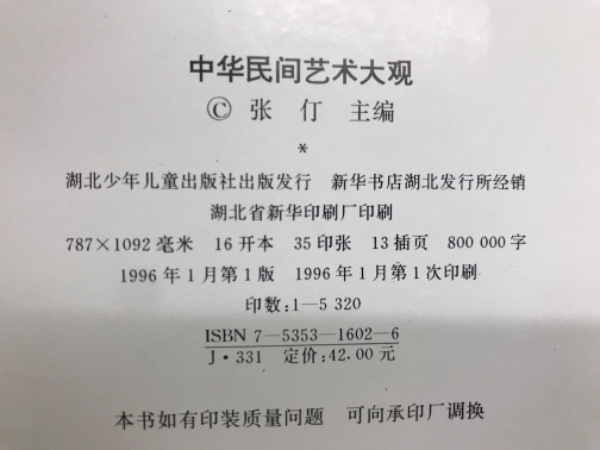 中华民间艺术大观
© 张 仃 主编
*
湖北少年儿童出版社出版发行 新华书店湖北发行所经销
湖北省新华印刷厂印刷
787×1092毫米 16开本 35印张 13插页 800 000字
1996年1月第1版 1996年1月第1次印刷
印数:1—5 320
ISBN 7—5353—1602—6
J·331 定价:42.00元
本书如有印装质量问题 可向承印厂调换